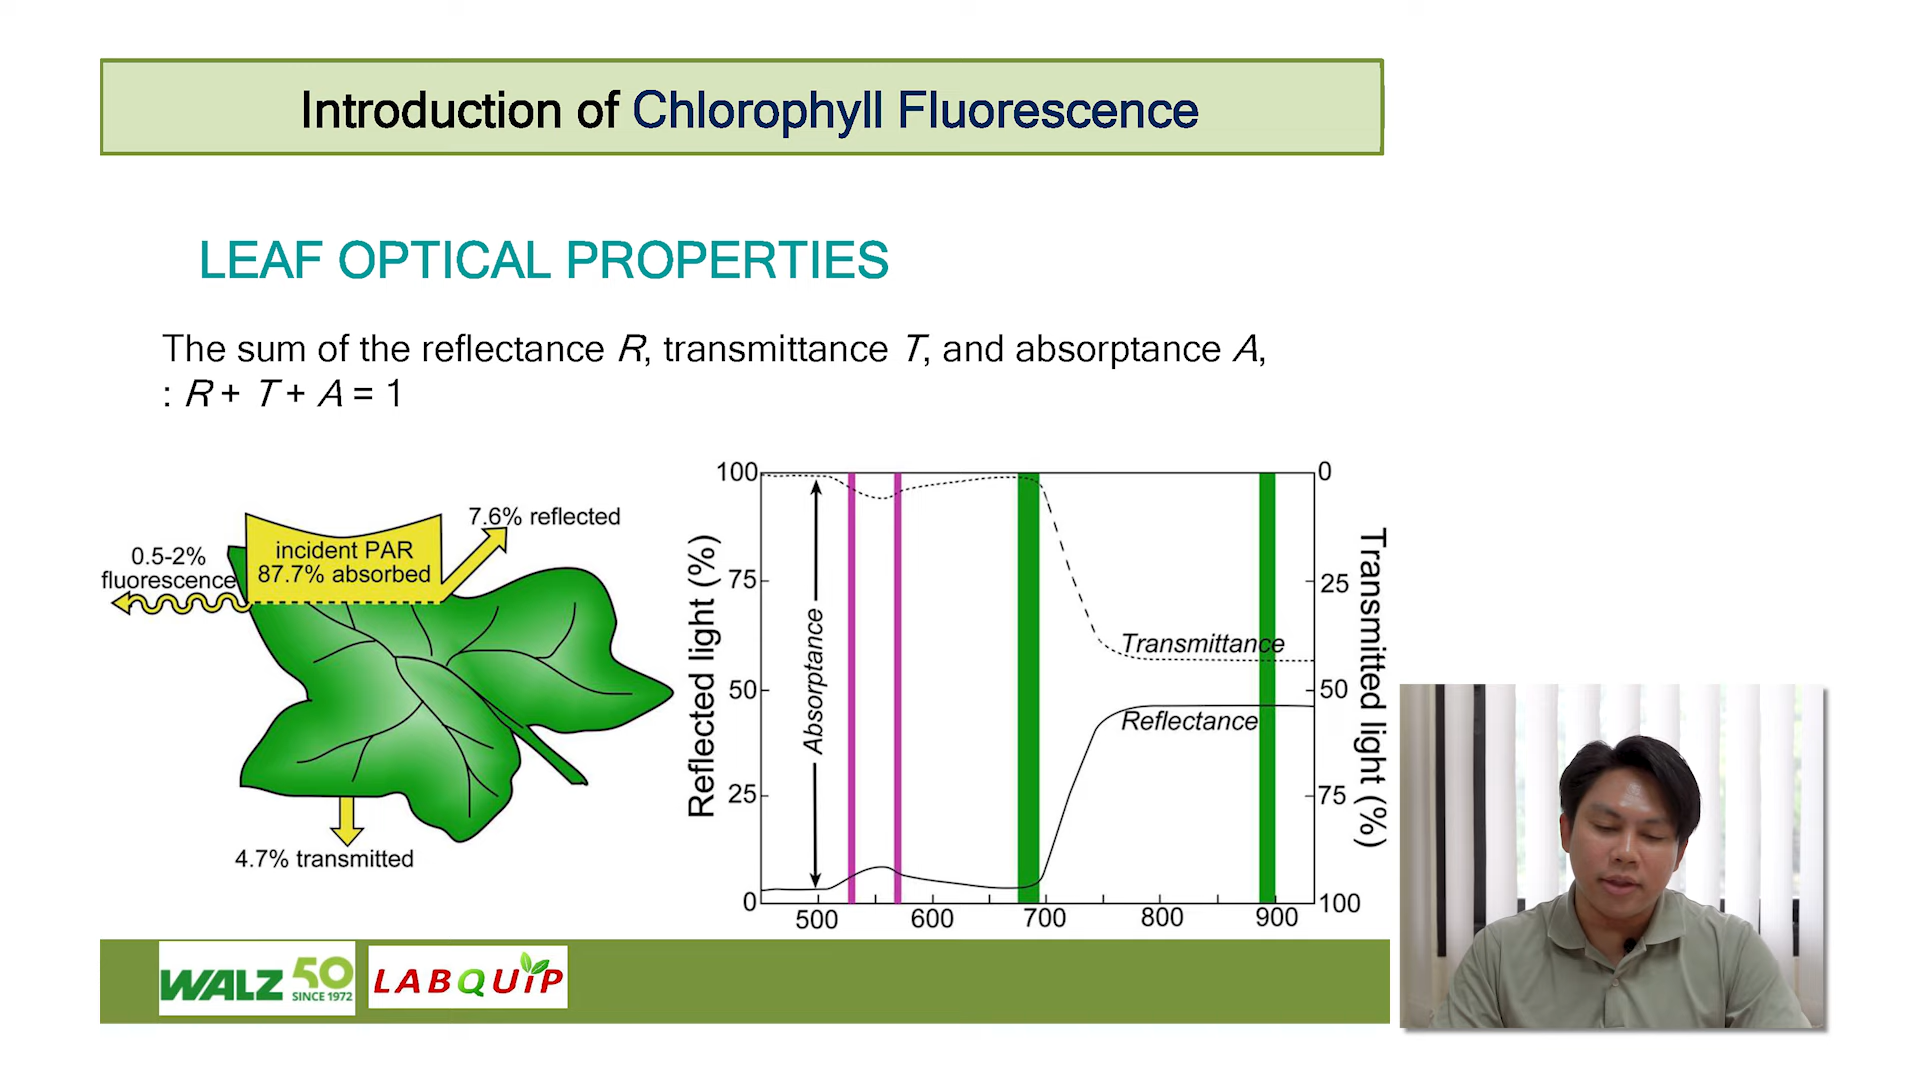 Introduction of Chlorophyll Fluorescence
LEAF OPTICAL PROPERTIES
The sum of the reflectance R, transmittance T, and absorptance A,
: R + T + A = 1
0.5-2%
fluorescence
incident PAR
87.7% absorbed
7.6% reflected
4.7% transmitted
Reflected light (%)
100
75
50
25
0
Absorptance
Transmittance
Reflectance
0
25
50
75
100
Transmitted light (%)
500 600 700 800 900
WALZ 50
SINCE 1972
LABQUIP